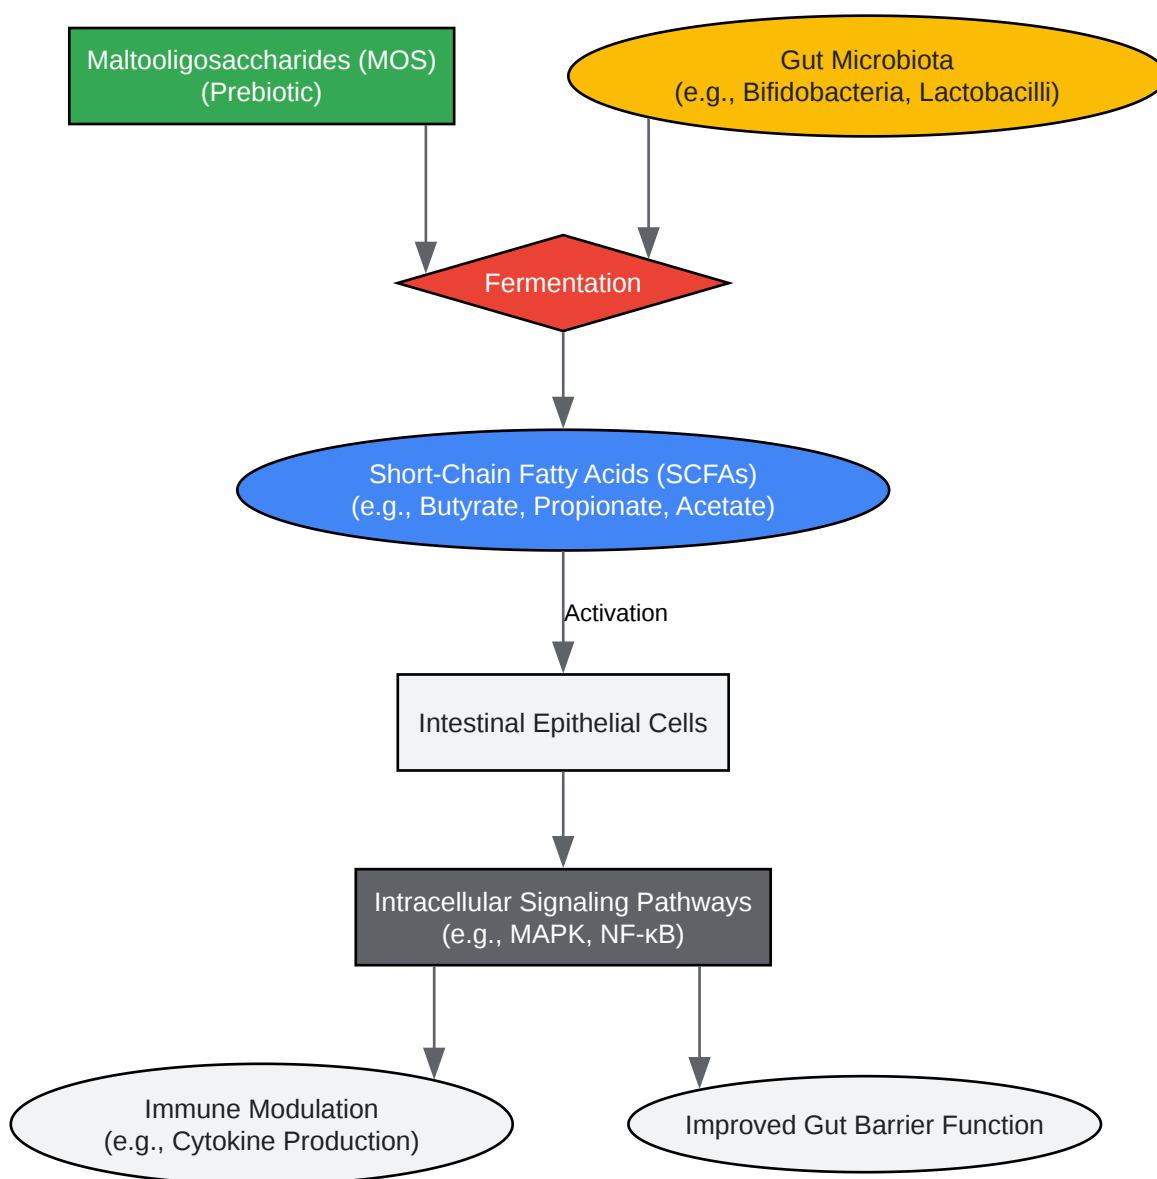 Maltooligosaccharides (MOS)
(Prebiotic)
Gut Microbiota
(e.g., Bifidobacteria, Lactobacilli)
Fermentation
Short-Chain Fatty Acids (SCFAs)
(e.g., Butyrate, Propionate, Acetate)
Activation
Intestinal Epithelial Cells
Intracellular Signaling Pathways
(e.g., MAPK, NF-κB)
Immune Modulation
(e.g., Cytokine Production)
Improved Gut Barrier Function